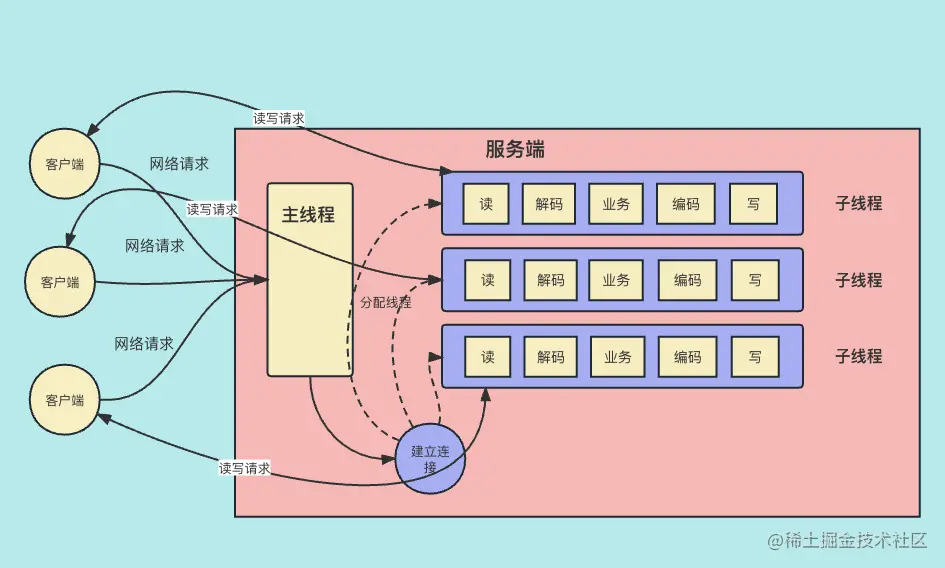 读写请求
服务端
客户端
网络请求
主线程
读
解码
业务
编码
写
子线程
读写请求
网络请求
客户端
读
解码
业务
编码
写
子线程
分配线程
网络请求
读
解码
业务
编码
写
子线程
客户端
建立连
接
读写请求
@稀土掘金技术社区